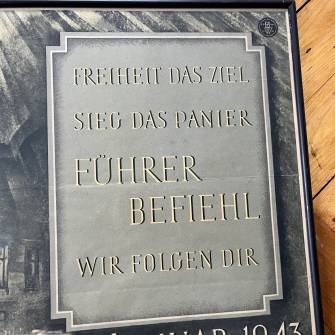 FREIHEIT DAS ZIEL
SIEG DAS PANIER
FÜHRER
BEFIEHL
WIR FOLGEN DIR
1943